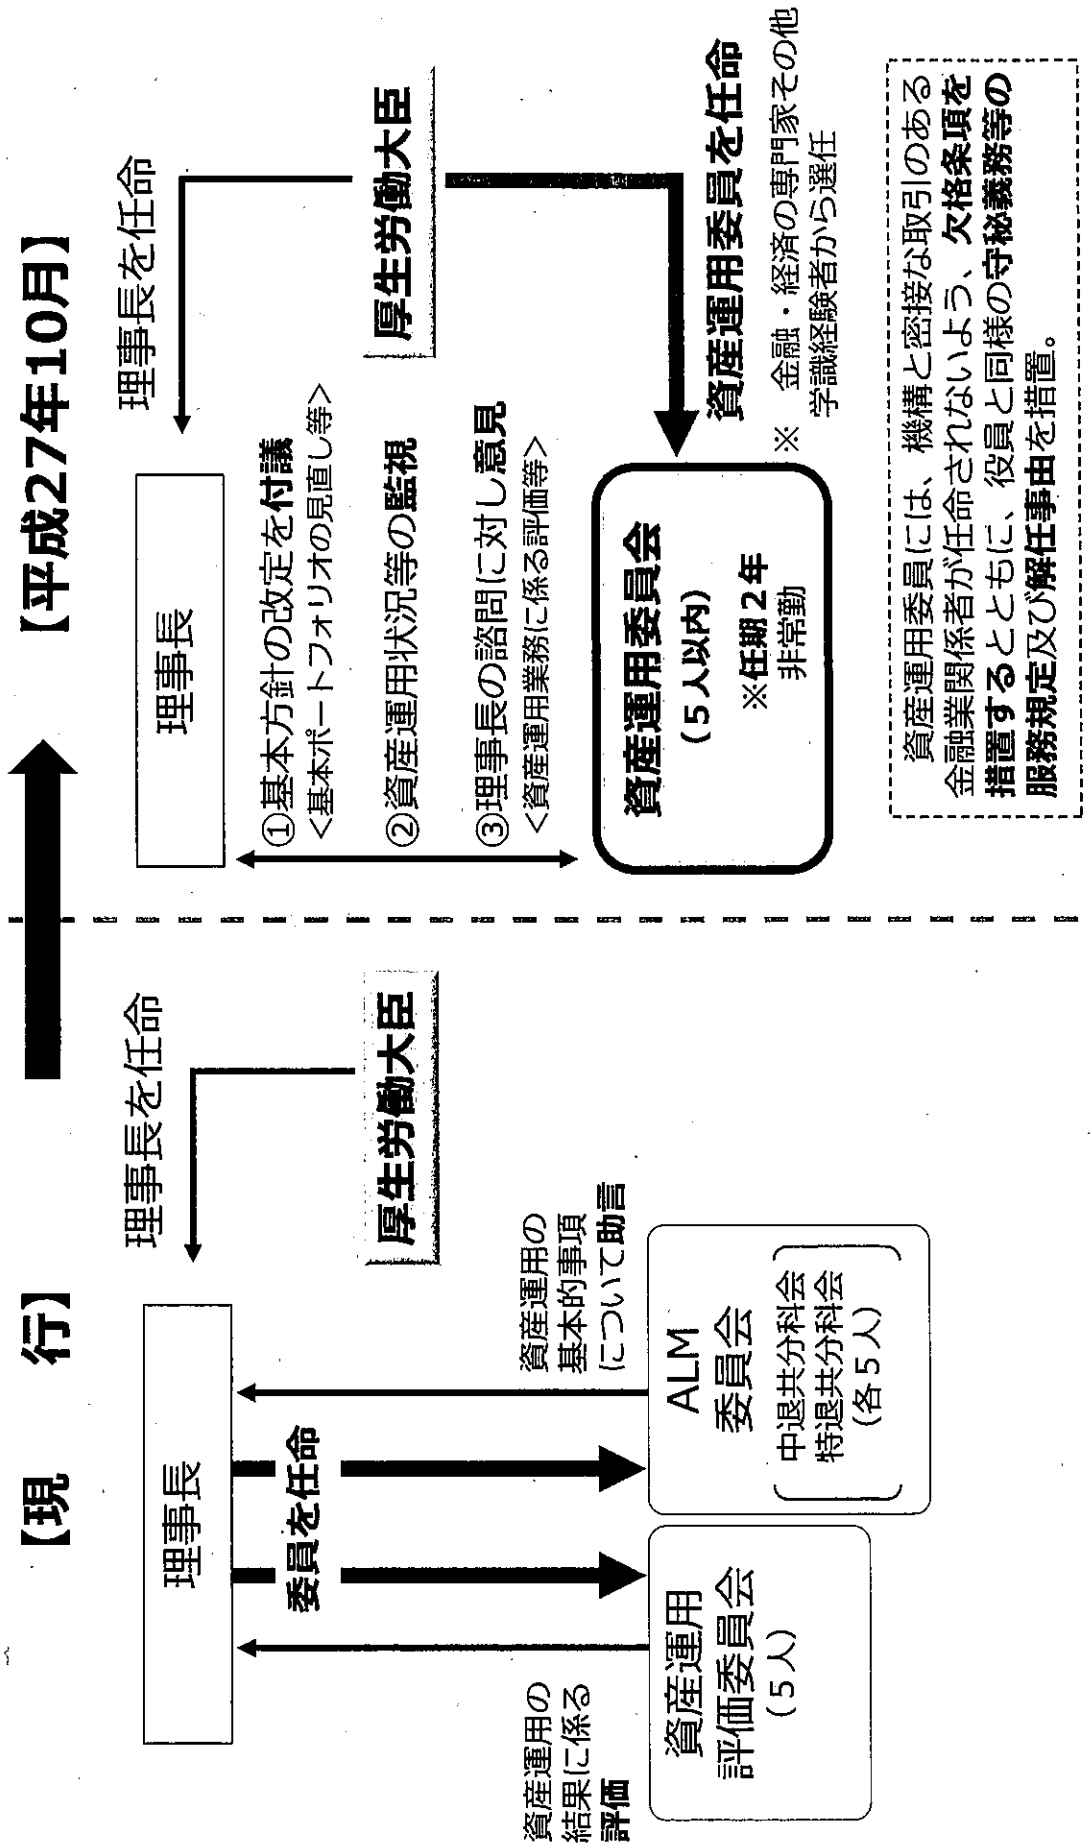 【現　行】
理事長
理事長を任命
厚生労働大臣
委員を任命
資産運用の
結果に係る
評価
資産運用の
基本的事項
について助言
資産運用
評価委員会
(5人)
ALM
委員会
中退共分科会
特退共分科会
(各5人)
【平成27年10月】
理事長
理事長を任命
厚生労働大臣
①基本方針の改定を付議
<基本ポートフォリオの見直し等>
②資産運用状況等の監視
③理事長の諮問に対し意見
<資産運用業務に係る評価等>
資産運用委員会
(5人以内)
※任期2年
非常勤
資産運用委員を任命
※　金融・経済の専門家その他
学識経験者から選任
資産運用委員には、機構と密接な取引のある
金融業関係者が任命されないよう、欠格条項を
措置するとともに、役員と同様の守秘義務等の
服務規定及び解任事由を措置。